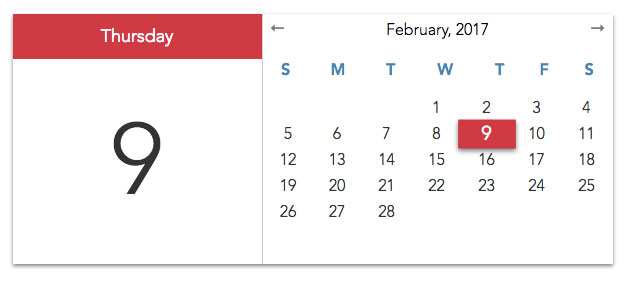 Thursday
9
← February, 2017 →
S M T W T F S
1 2 3 4
5 6 7 8 9 10 11
12 13 14 15 16 17 18
19 20 21 22 23 24 25
26 27 28